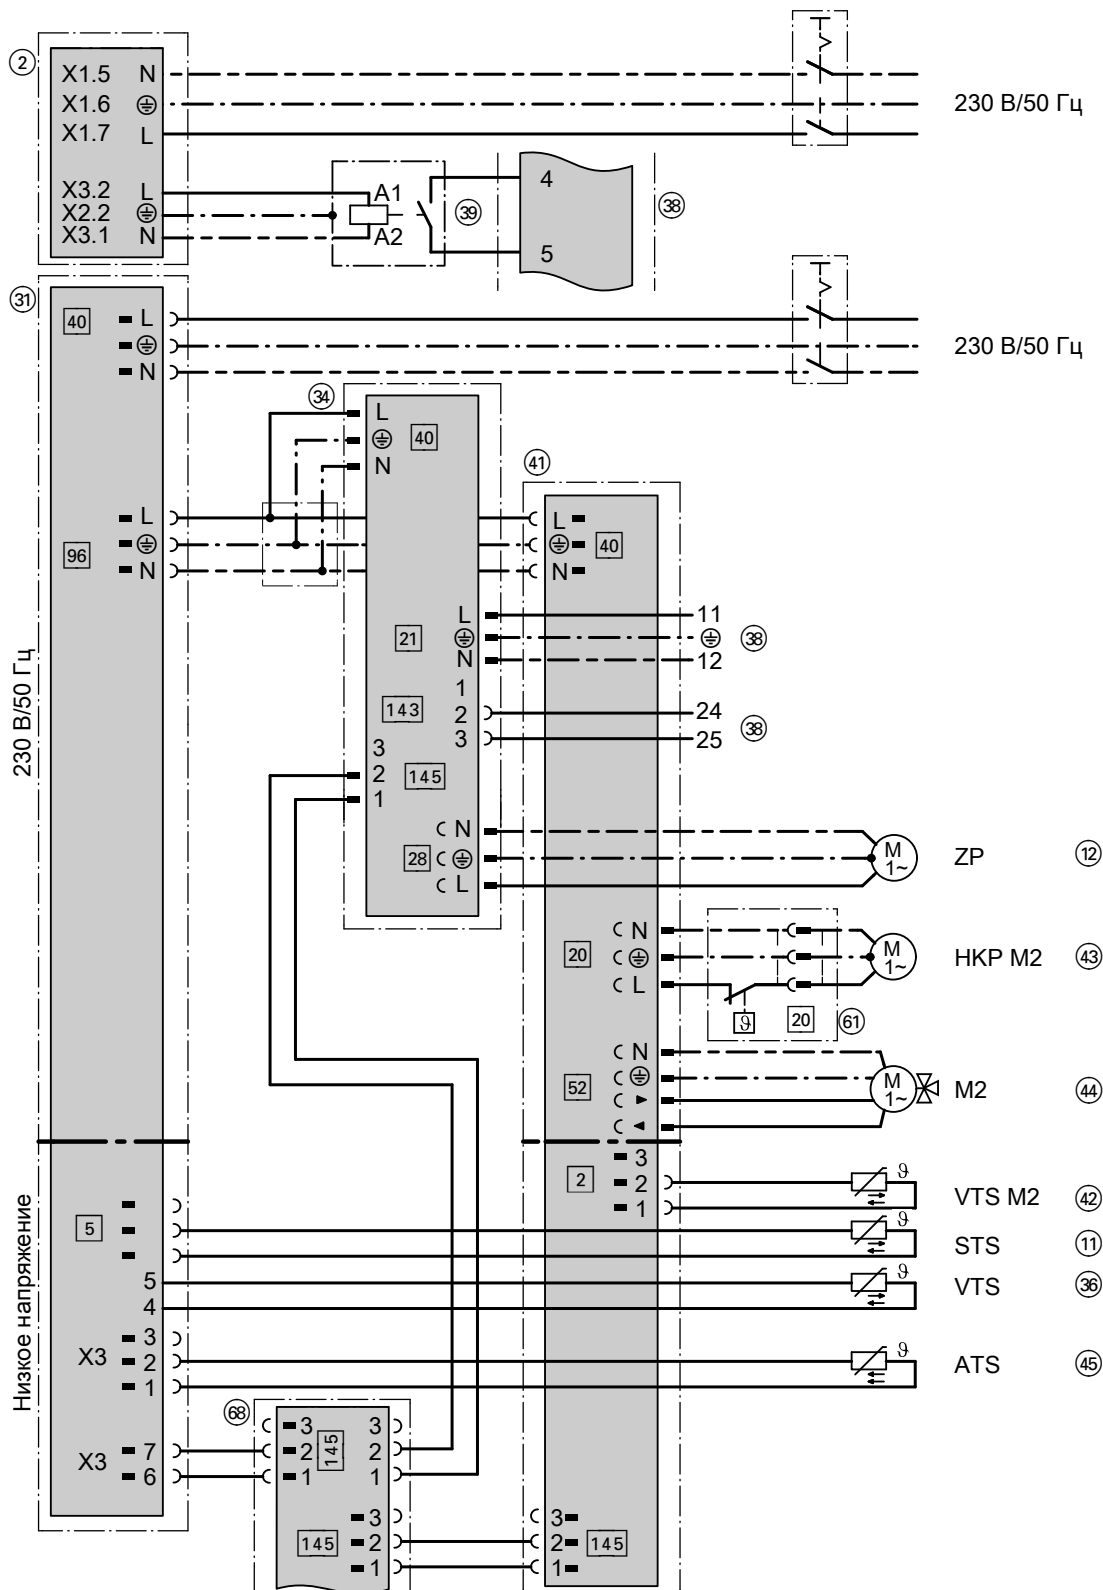 ②
X1.5 N
X1.6
X1.7 L
230 В/50 Гц
X3.2 L
X2.2
X3.1 N
A1
A2
㊴
4
5
㊳
㉛
40
L
N
230 В/50 Гц
㉞
L
40
N
㊶
L
96
N
L
40
N
L
21
N
11
12
㊳
143
1
2
3
24
25
㊳
3
2
1
145
230 В/50 Гц
N
28
L
M
1~
ZP ⑫
N
20
L
ϑ
20
61
M
1~
HKP M2 ㊸
N
52
M
1~
M2 ㊹
2
3
2
1
ϑ
VTS M2 ㊷
Низкое напряжение
5
ϑ
STS ⑪
5
4
ϑ
VTS ㊱
X3
3
2
1
ϑ
ATS ㊺
68
X3
7
6
3
2
1
145
3
2
1
145
3
2
1
3
2
1
145